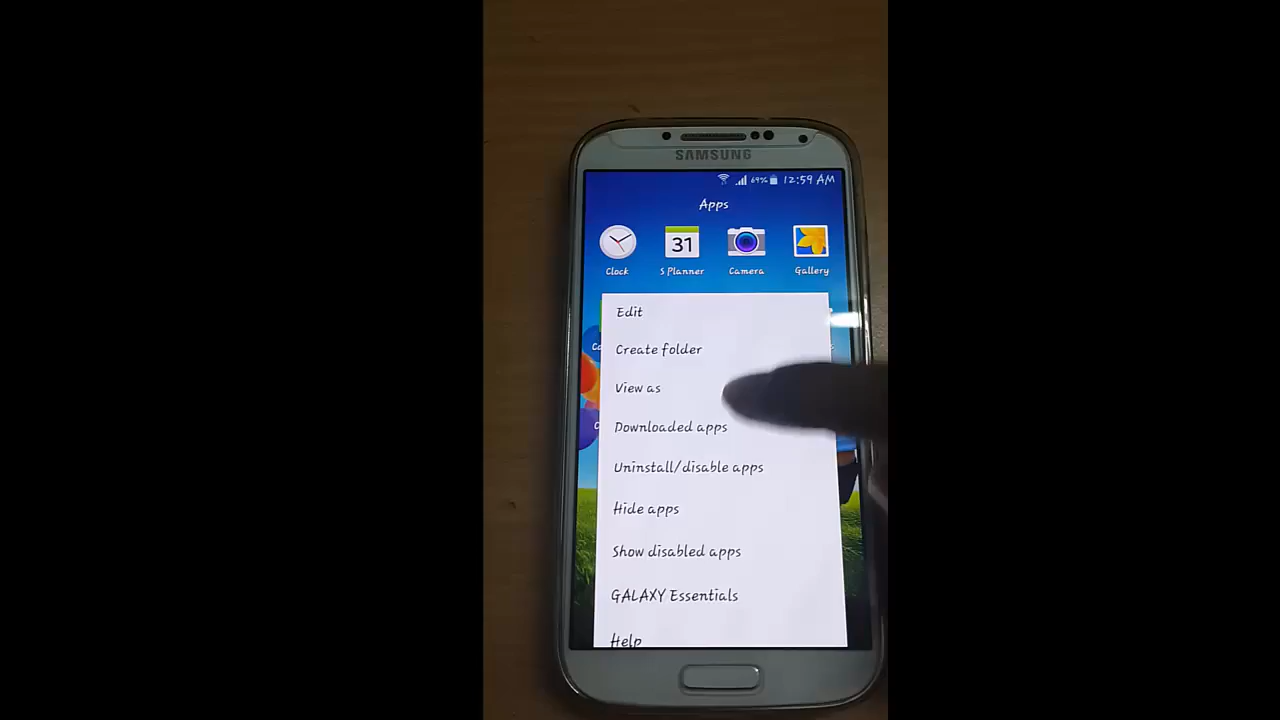 SAMSUNG
69% 12:59 AM
Apps
31
Clock S Planner Camera Gallery
Edit
Create folder
View as
Downloaded apps
Uninstall/disable apps
Hide apps
Show disabled apps
GALAXY Essentials
Help